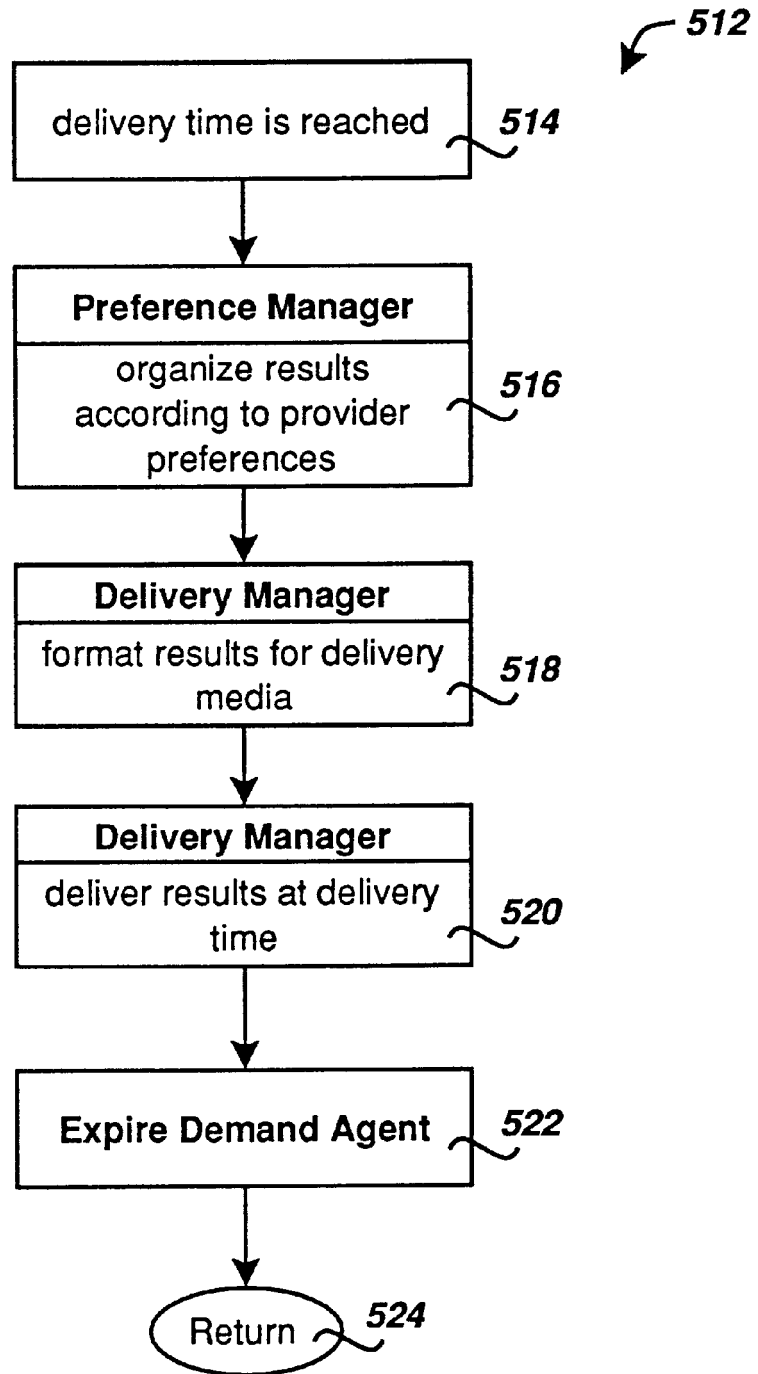 512
delivery time is reached
514
Preference Manager
organize results
according to provider
preferences
516
Delivery Manager
format results for delivery
media
518
Delivery Manager
deliver results at delivery
time
520
Expire Demand Agent
522
Return
524